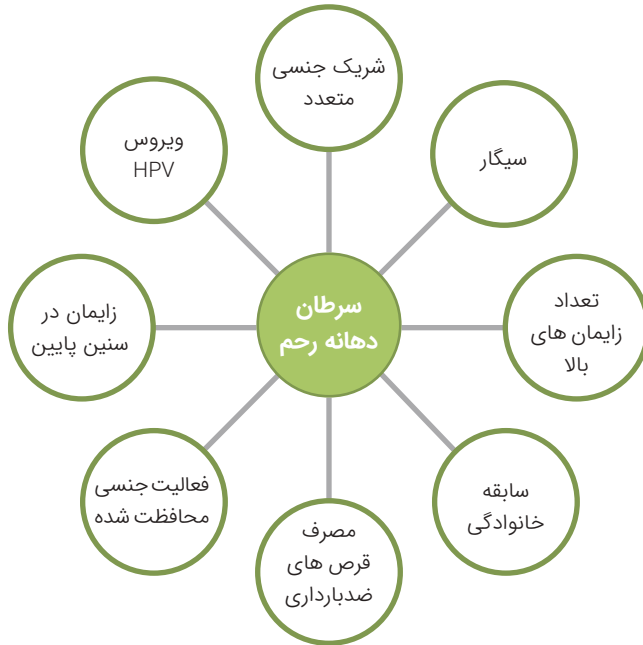 شریک جنسی
متعدد
سیگار
تعداد
زایمان های
بالا
سابقه
خانوادگی
مصرف
قرص های
ضدبارداری
فعالیت جنسی
محافظت شده
زایمان در
سنین پایین
ویروس
HPV
سرطان
دهانه رحم